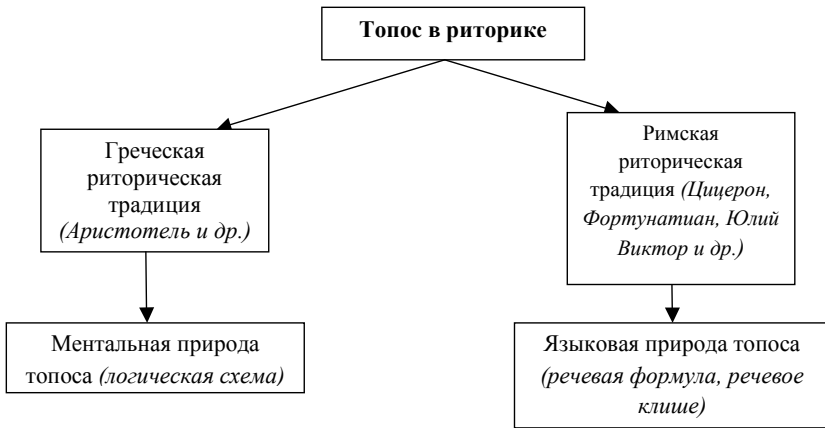 Топос в риторике
Греческая
риторическая
традиция
(Аристотель и др.)
Римская
риторическая
традиция (Цицерон,
Фортунатиан, Юлий
Виктор и др.)
Ментальная природа
топоса (логическая схема)
Языковая природа топоса
(речевая формула, речевое
клише)